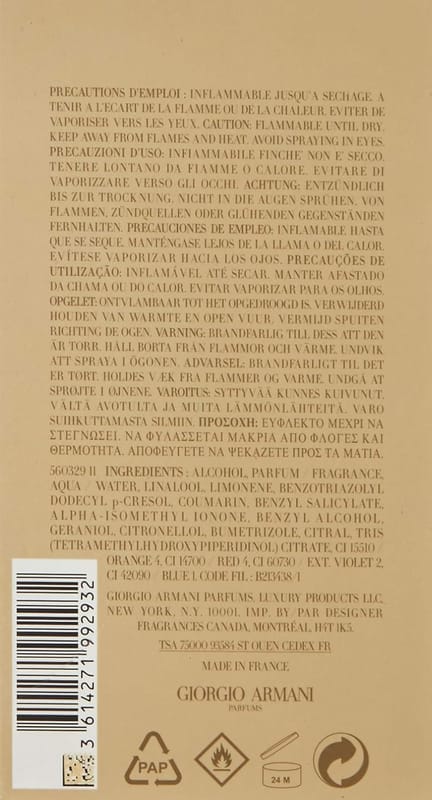 PRECAUTIONS D'EMPLOI : INFLAMMABLE JUSQU'A SECHAGE. A
TENIR A L'ECART DE LA FLAMME OU DE LA CHALEUR. EVITER DE
VAPORISER VERS LES YEUX. CAUTION: FLAMMABLE UNTIL DRY.
KEEP AWAY FROM FLAMES AND HEAT. AVOID SPRAYING IN EYES.
PRECAUZIONI D'USO: INFIAMMABILE FINCHE' NON E' SECCO.
TENERE LONTANO DA FIAMME O CALORE. EVITARE DI
VAPORIZZARE VERSO GLI OCCHI. ACHTUNG: ENTZÜNDLICH
BIS ZUR TROCKNUNG. NICHT IN DIE AUGEN SPRÜHEN. VON
FLAMMEN, ZÜNDQUELLEN ODER GLÜHENDEN GEGENSTÄNDEN
FERNHALTEN. PRECAUCIONES DE EMPLEO: INFLAMABLE HASTA
QUE SE SEQUE. MANTÉNGASE LEJOS DE LA LLAMA O DEL CALOR.
EVÍTESE VAPORIZAR HACIA LOS OJOS. PRECAUÇÕES DE
UTILIZAÇÃO: INFLAMÁVEL ATÉ SECAR. MANTER AFASTADO
DA CHAMA OU DO CALOR. EVITAR VAPORIZAR PARA OS OLHOS.
OPGELET: ONTVLAMBAAR TOT HET OPGEDROOGD IS. VERWIJDERD
HOUDEN VAN WARMTE EN OPEN VUUR. VERMIJD SPUITEN
RICHTING DE OGEN. VARNING: BRANDFARLIG TILL DESS ATT DEN
ÄR TORR. HÅLL BORTA FRÅN FLAMMOR OCH VÄRME. UNDVIK
ATT SPRAYA I ÖGONEN. ADVARSEL: BRANDFARLIGT TIL DET
ER TØRT. HOLDES VÆK FRA FLAMMER OG VARME. UNDGÅ AT
SPRØJTE I ØJNENE. VAROITUS: SYTTYVÄÄ KUNNES KUIVUNUT.
VÄLTÄ AVOTULTA JA MUITA LÄMMÖNLÄHTEITÄ. VARO
SUIHKUTTAMASTA SILMIIN. ΠΡΟΣΟΧΗ: ΕΥΦΛΕΚΤΟ ΜΕΧΡΙ ΝΑ
ΣΤΕΓΝΩΣΕΙ. ΝΑ ΦΥΛΑΣΣΕΤΑΙ ΜΑΚΡΙΑ ΑΠΟ ΦΛΟΓΕΣ ΚΑΙ
ΘΕΡΜΟΤΗΤΑ. ΑΠΟΦΕΥΓΕΤΕ ΝΑ ΨΕΚΑΖΕΤΕ ΠΡΟΣ ΤΑ ΜΑΤΙΑ.
560329 11 INGREDIENTS : ALCOHOL, PARFUM / FRAGRANCE,
AQUA / WATER, LINALOOL, LIMONENE, BENZOTRIAZOLYL
DODECYL p-CRESOL, COUMARIN, BENZYL SALICYLATE,
ALPHA-ISOMETHYL IONONE, BENZYL ALCOHOL,
GERANIOL, CITRONELLOL, BUMETRIZOLE, CITRAL, TRIS
(TETRAMETHYLHYDROXYPIPERIDINOL) CITRATE, CI 15510 /
ORANGE 4, CI 14700 / RED 4, CI 60730 / EXT. VIOLET 2,
CI 42090 / BLUE 1. CODE FIL : B213438/1
GIORGIO ARMANI PARFUMS, LUXURY PRODUCTS LLC,
NEW YORK, N.Y. 10001. IMP. BY/PAR DESIGNER
FRAGRANCES CANADA, MONTRÉAL, H4T 1K5.
TSA 75000 93584 ST OUEN CEDEX FR
MADE IN FRANCE
GIORGIO ARMANI
PARFUMS
3 614271 992932
PAP
24 M